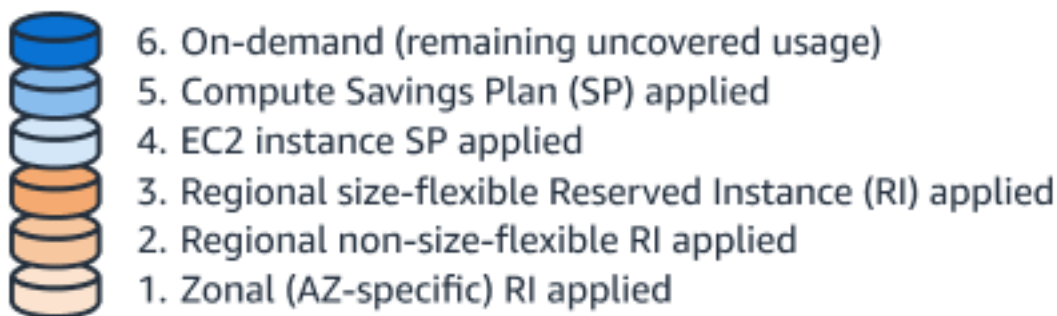 6. On-demand (remaining uncovered usage)
5. Compute Savings Plan (SP) applied
4. EC2 instance SP applied
3. Regional size-flexible Reserved Instance (RI) applied
2. Regional non-size-flexible RI applied
1. Zonal (AZ-specific) RI applied